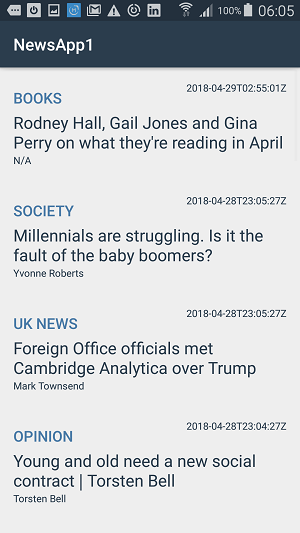 100% 06:05
NewsApp1
2018-04-29T02:55:01Z
BOOKS
Rodney Hall, Gail Jones and Gina
Perry on what they're reading in April
N/A
2018-04-28T23:05:27Z
SOCIETY
Millennials are struggling. Is it the
fault of the baby boomers?
Yvonne Roberts
2018-04-28T23:05:27Z
UK NEWS
Foreign Office officials met
Cambridge Analytica over Trump
Mark Townsend
2018-04-28T23:04:27Z
OPINION
Young and old need a new social
contract | Torsten Bell
Torsten Bell